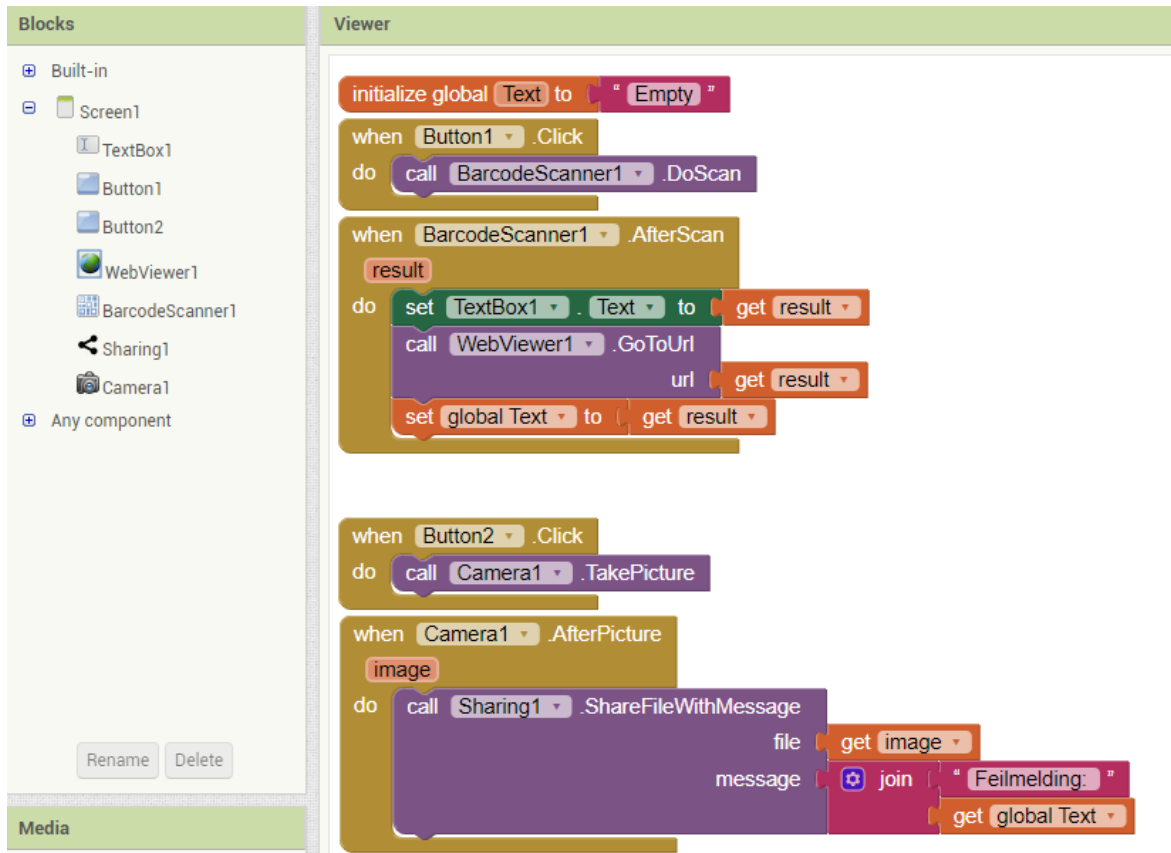 Blocks
Built-in
Screen1
TextBox1
Button1
Button2
WebViewer1
BarcodeScanner1
Sharing1
Camera1
Any component
Rename Delete
Media
Viewer
initialize global Text to " Empty "
when Button1 .Click
do call BarcodeScanner1 .DoScan
when BarcodeScanner1 .AfterScan
result
do set TextBox1 . Text to get result
call WebViewer1 .GoToUrl
url get result
set global Text to get result
when Button2 .Click
do call Camera1 .TakePicture
when Camera1 .AfterPicture
image
do call Sharing1 .ShareFileWithMessage
file get image
message join " Feilmelding: "
get global Text